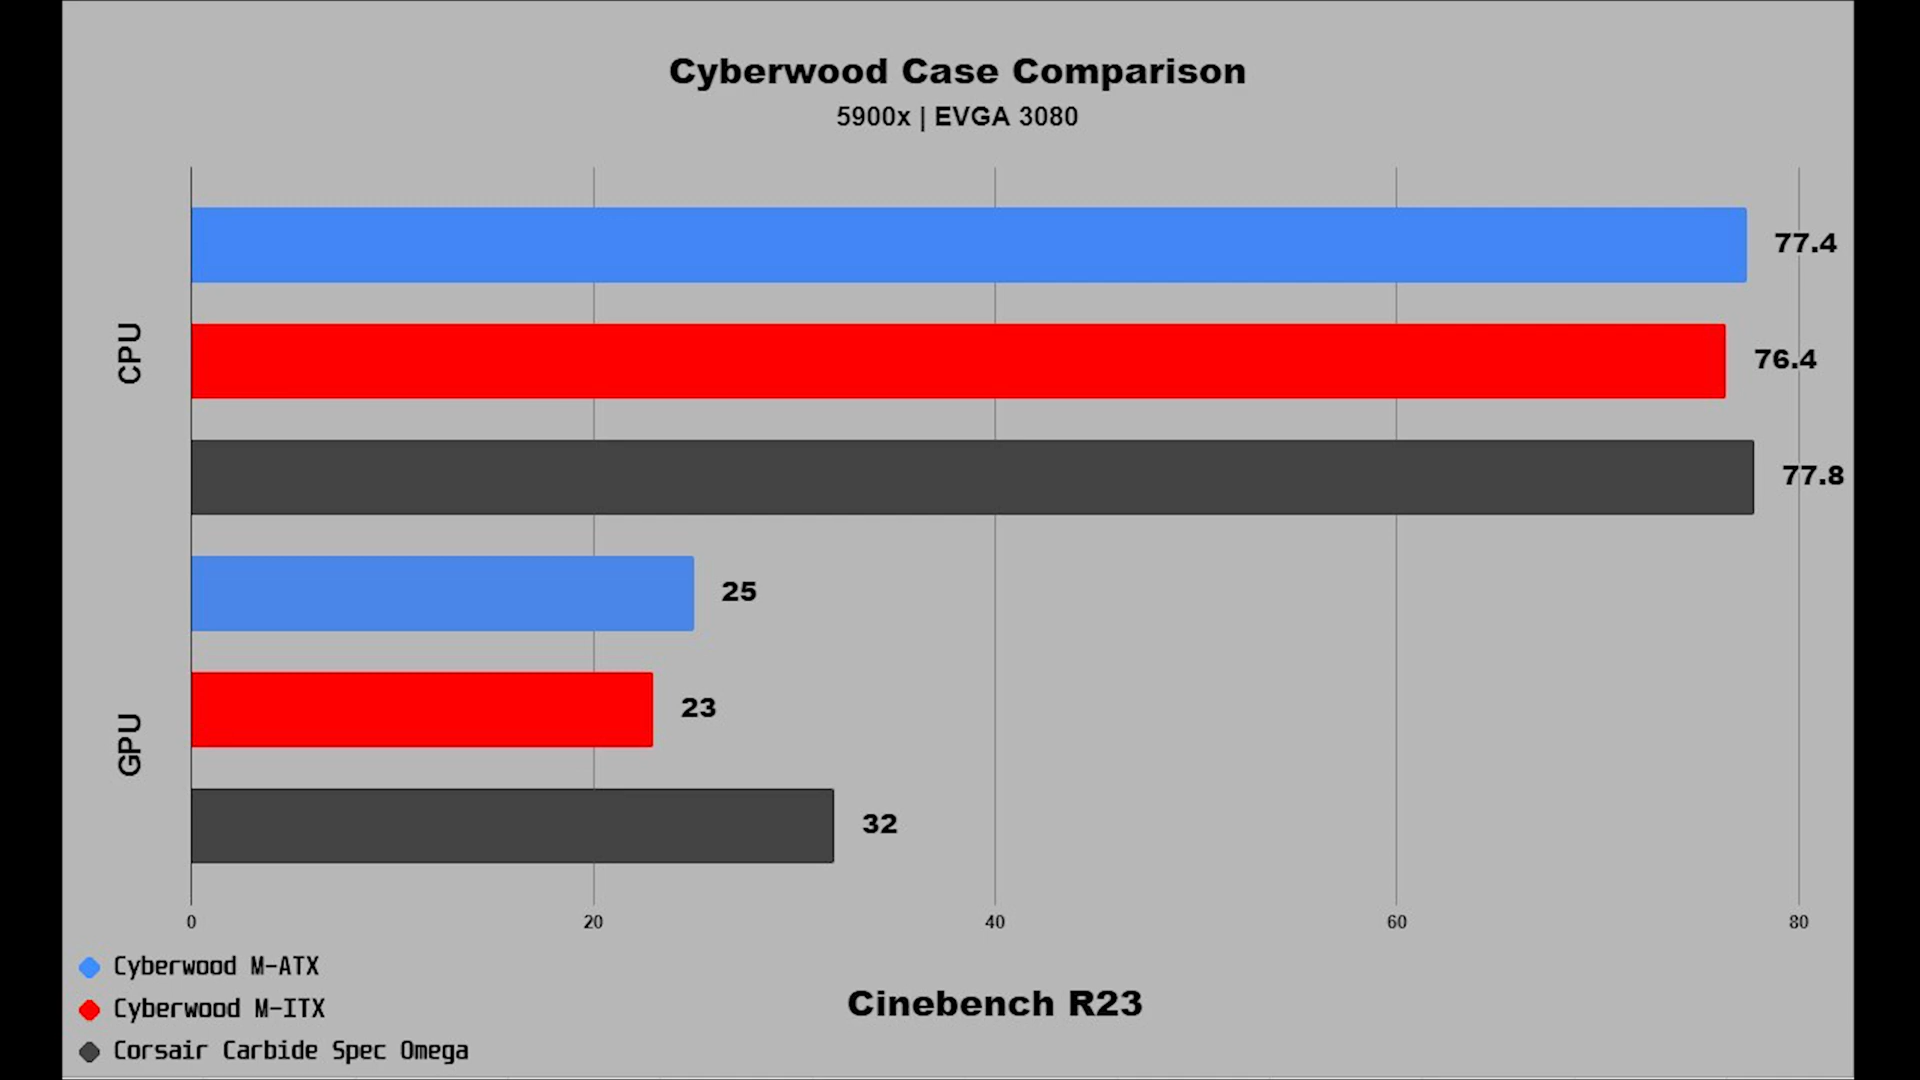 Cyberwood Case Comparison
5900x | EVGA 3080
CPU
77.4
76.4
77.8
GPU
25
23
32
0 20 40 60 80
Cyberwood M-ATX
Cyberwood M-ITX
Corsair Carbide Spec Omega
Cinebench R23